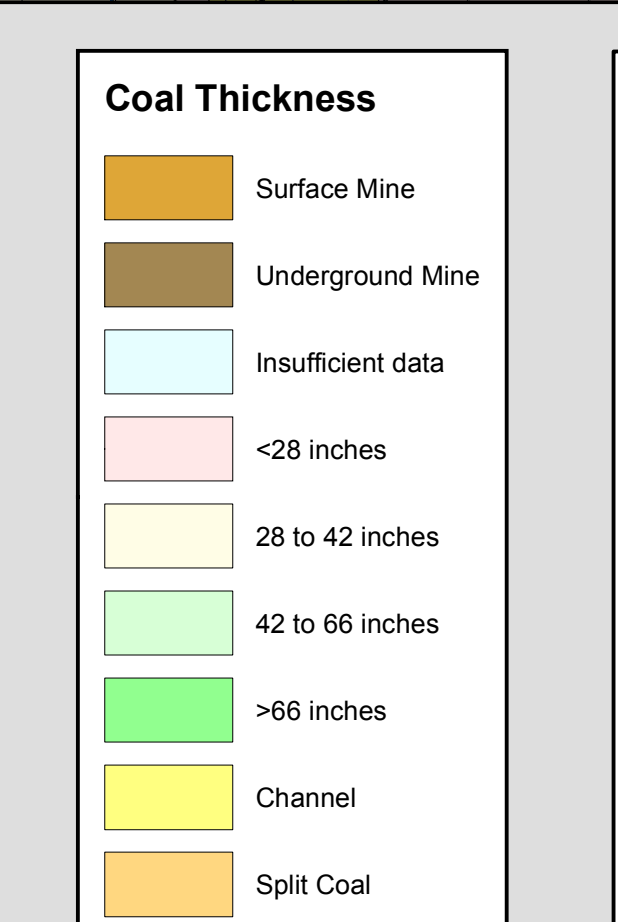 Coal Thickness
Surface Mine
Underground Mine
Insufficient data
<28 inches
28 to 42 inches
42 to 66 inches
>66 inches
Channel
Split Coal